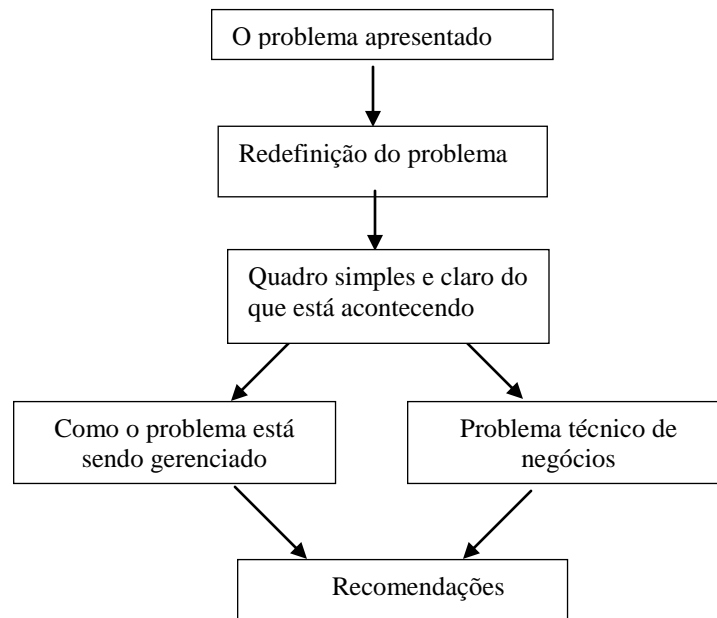 O problema apresentado
Redefinição do problema
Quadro simples e claro do
que está acontecendo
Como o problema está
sendo gerenciado
Problema técnico de
negócios
Recomendações